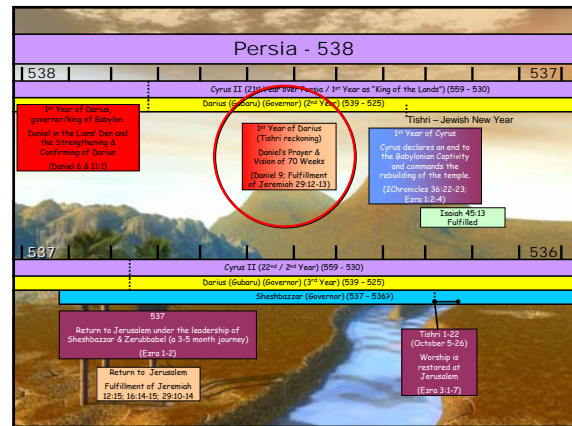 Persia - 538
538
537
Cyrus II (21st Year over Persia / 1st Year as "King of the Lands") (559 – 530)
Darius (Gubaru) (Governor) (2nd Year) (539 – 525)
Tishri – Jewish New Year
1st Year of Darius,
governor/king of Babylon.
Daniel in the Lions' Den and
the Strengthening &
Confirming of Darius
(Daniel 6 & 11:1)
1st Year of Darius
(Tishri reckoning)
Daniel's Prayer &
Vision of 70 Weeks
(Daniel 9; Fulfillment
of Jeremiah 29:12-13)
1st Year of Cyrus
Cyrus declares an end to
the Babylonian Captivity
and commands the
rebuilding of the temple.
(2Chronicles 36:22-23;
Ezra 1:2-4)
Isaiah 45:13
Fulfilled
537
536
Cyrus II (22nd / 2nd Year) (559 - 530)
Darius (Gubaru) (Governor) (3rd Year) (539 – 525)
Sheshbazzar (Governor) (537 – 536?)
537
Return to Jerusalem under the leadership of
Sheshbazzar & Zerubbabel (a 3-5 month journey)
(Ezra 1-2)
Return to Jerusalem
Fulfillment of Jeremiah
12:15; 16:14-15; 29:10-14
Tishri 1-22
(October 5-26)
Worship is
restored at
Jerusalem
(Ezra 3:1-7)